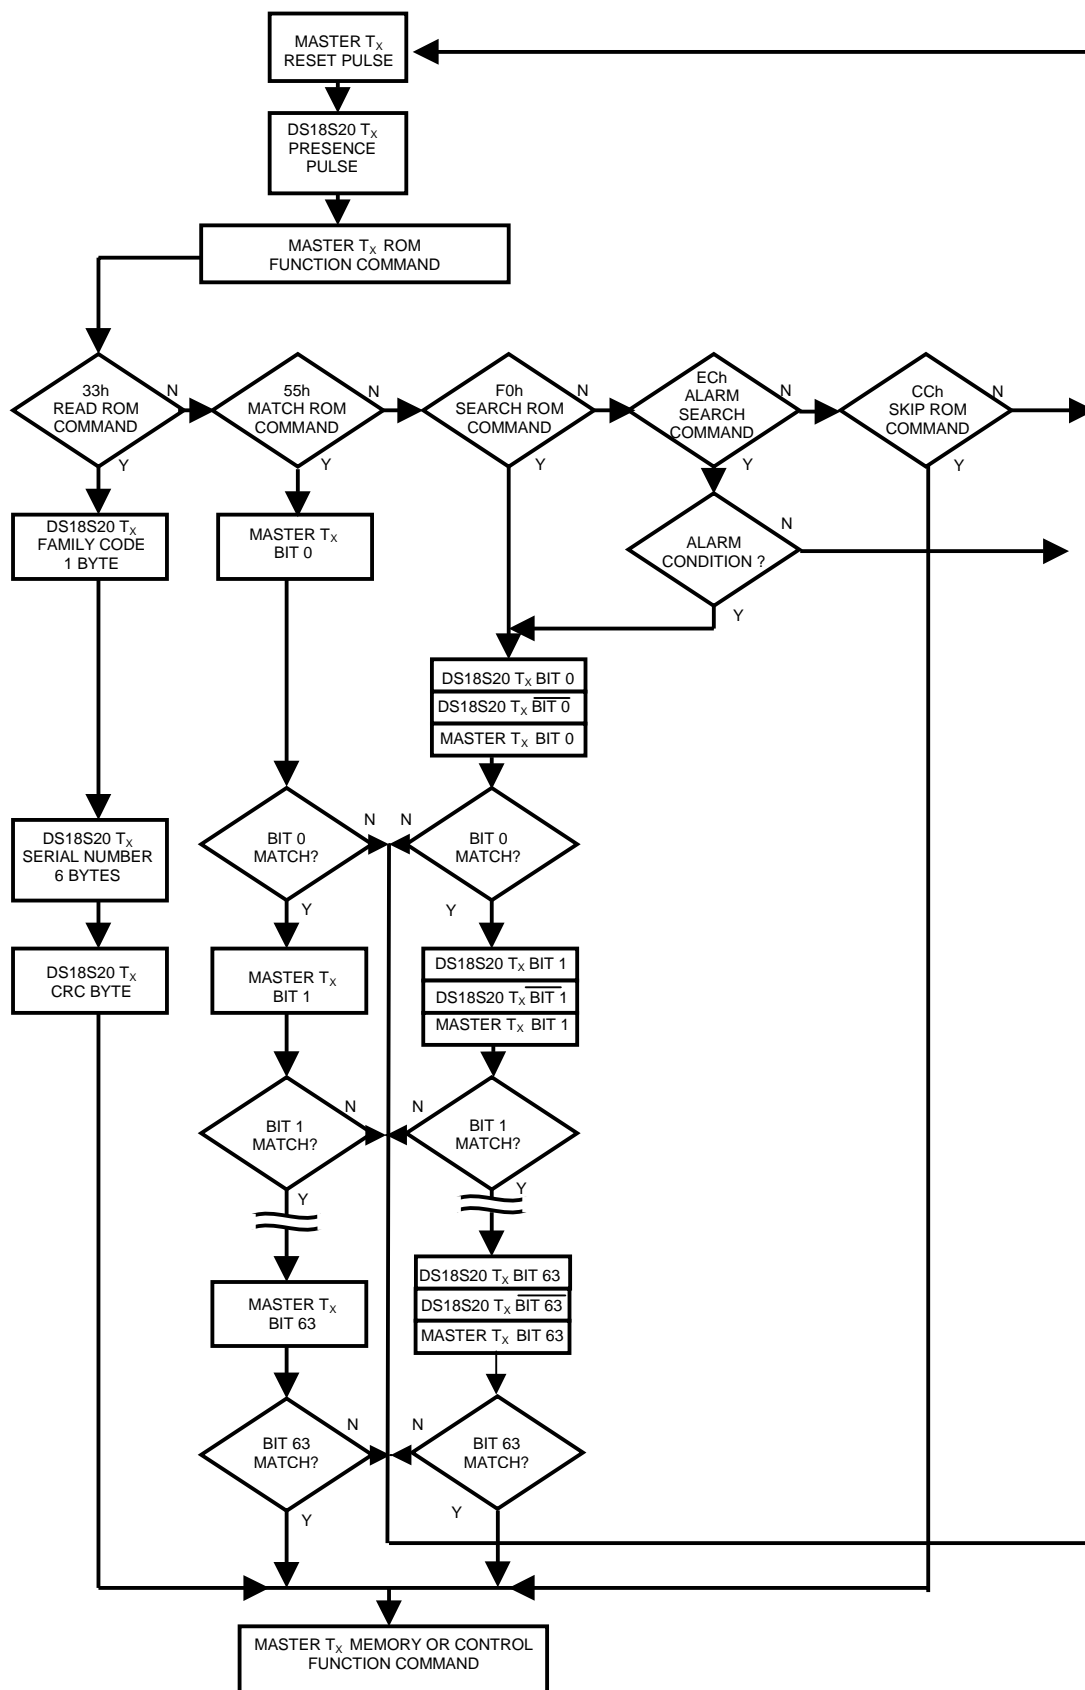 MASTER TX
RESET PULSE
DS18S20 TX
PRESENCE
PULSE
MASTER TX ROM
FUNCTION COMMAND
33h
READ ROM
COMMAND
N
Y
55h
MATCH ROM
COMMAND
N
Y
F0h
SEARCH ROM
COMMAND
N
Y
ECh
ALARM
SEARCH
COMMAND
N
Y
CCh
SKIP ROM
COMMAND
N
Y
DS18S20 TX
FAMILY CODE
1 BYTE
MASTER TX
BIT 0
ALARM
CONDITION ?
N
Y
DS18S20 TX BIT 0
DS18S20 TX BIT 0
MASTER TX BIT 0
DS18S20 TX
SERIAL NUMBER
6 BYTES
BIT 0
MATCH?
N
Y
N
BIT 0
MATCH?
Y
DS18S20 TX
CRC BYTE
MASTER TX
BIT 1
DS18S20 TX BIT 1
DS18S20 TX BIT 1
MASTER TX BIT 1
BIT 1
MATCH?
N
Y
N
BIT 1
MATCH?
Y
MASTER TX
BIT 63
DS18S20 TX BIT 63
DS18S20 TX BIT 63
MASTER TX BIT 63
BIT 63
MATCH?
N
Y
N
BIT 63
MATCH?
Y
MASTER TX MEMORY OR CONTROL
FUNCTION COMMAND